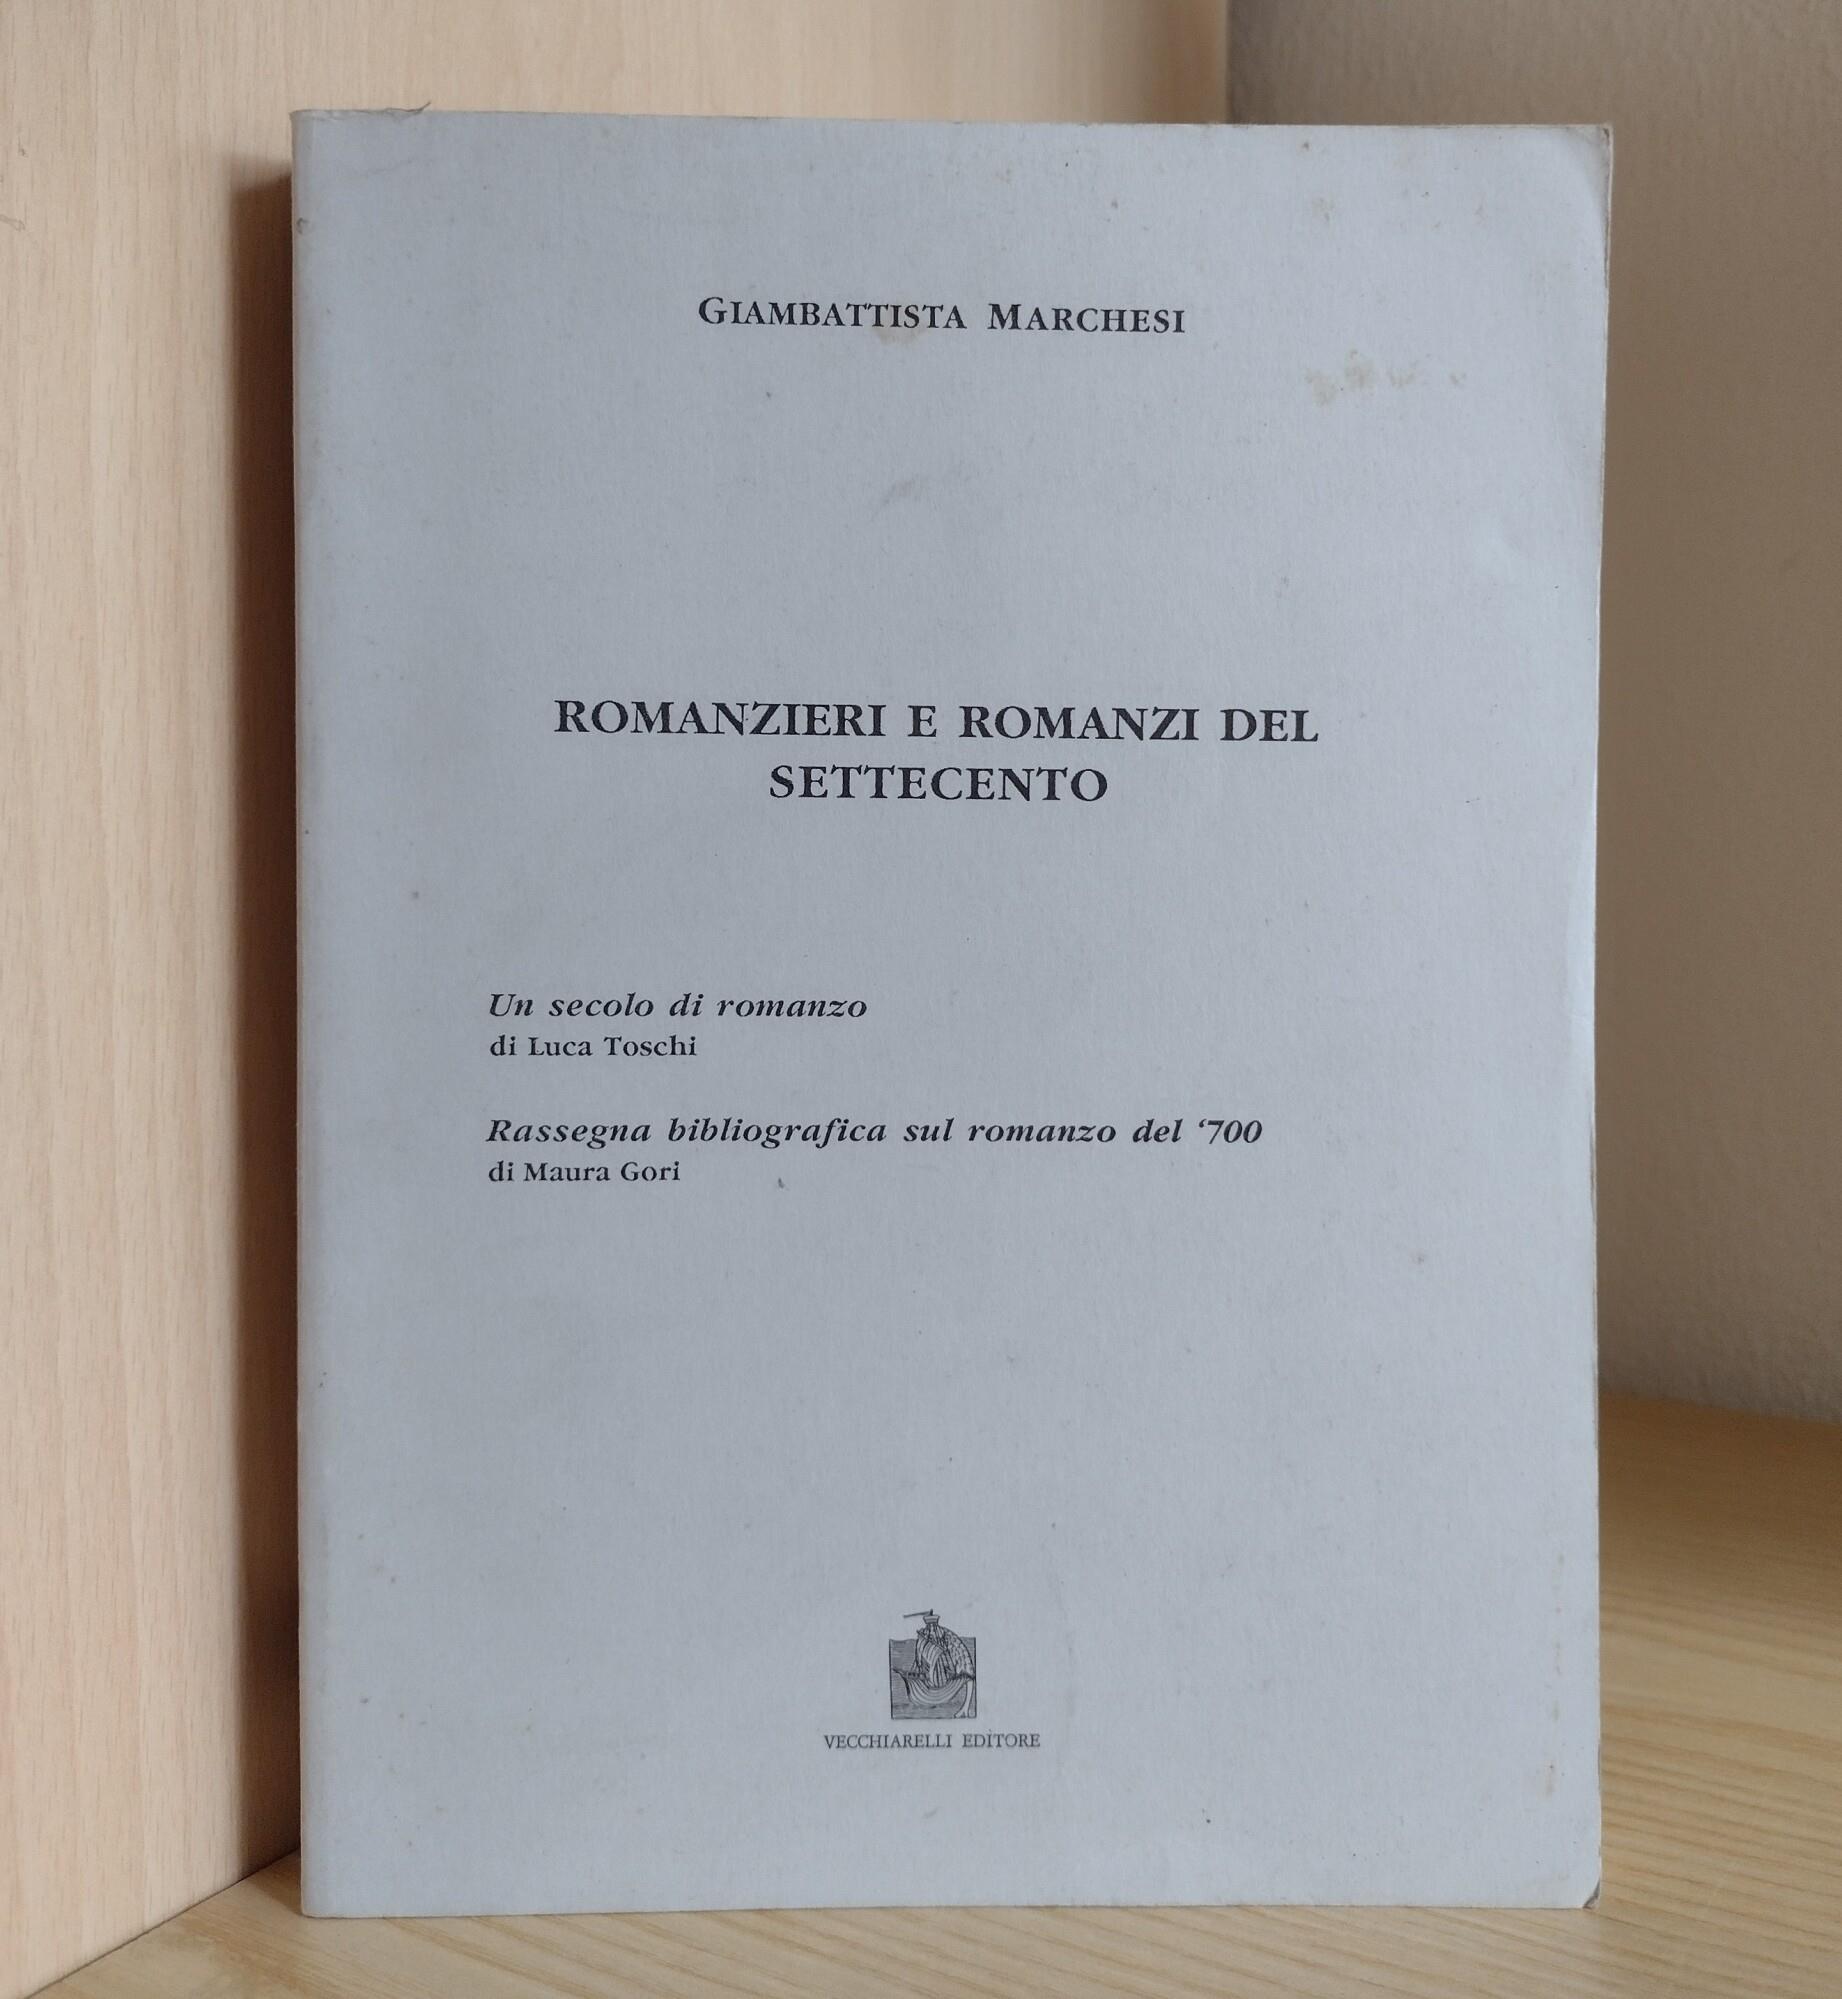 GIAMBATTISTA MARCHESI
ROMANZIERI E ROMANZI DEL
SETTECENTO
Un secolo di romanzo
di Luca Toschi
Rassegna bibliografica sul romanzo del ‘700
di Maura Gori
VECCHIARELLI EDITORE